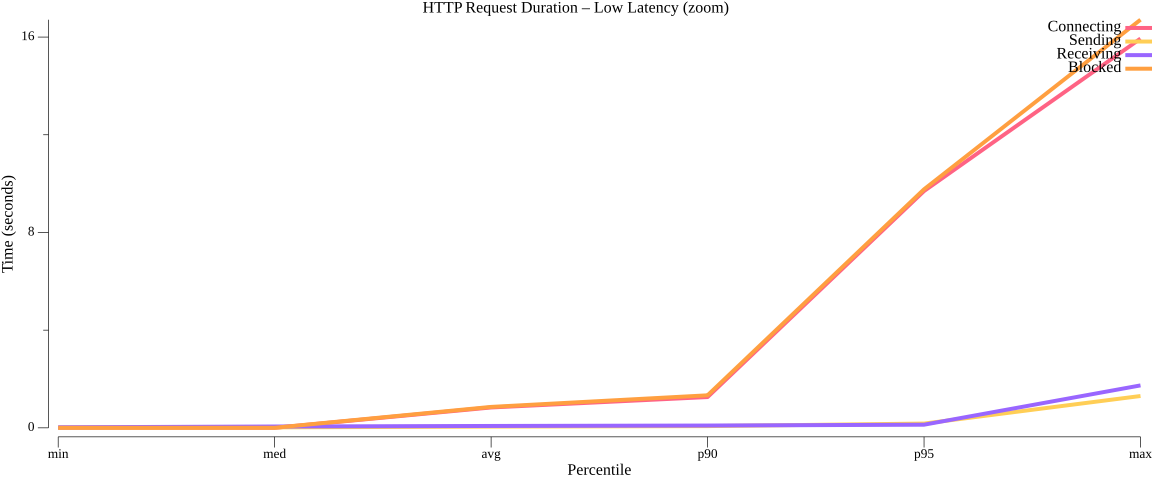 HTTP Request Duration – Low Latency (zoom)
Connecting
Sending
Receiving
Blocked
16
8
0
Time (seconds)
min med avg p90 p95 max
Percentile